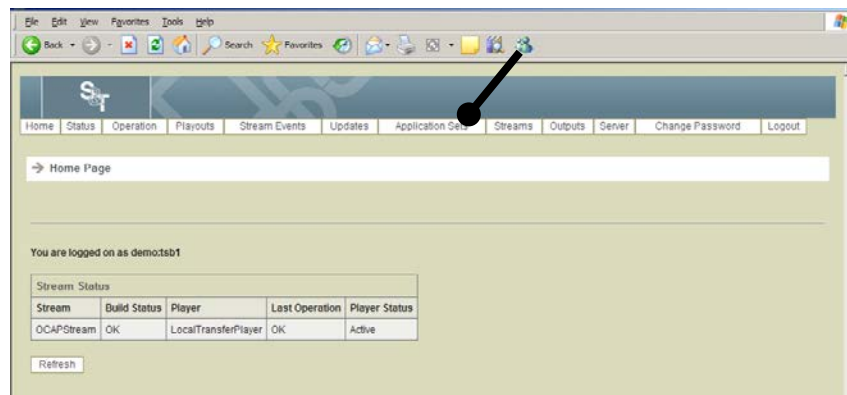 File Edit View Favorites Tools Help
Back Search Favorites
S&T
Home Status Operation Playouts Stream Events Updates Application Sets Streams Outputs Server Change Password Logout
Home Page
You are logged on as demo:tsb1
Stream Status
Stream Build Status Player Last Operation Player Status
OCAPStream OK LocalTransferPlayer OK Active
Refresh